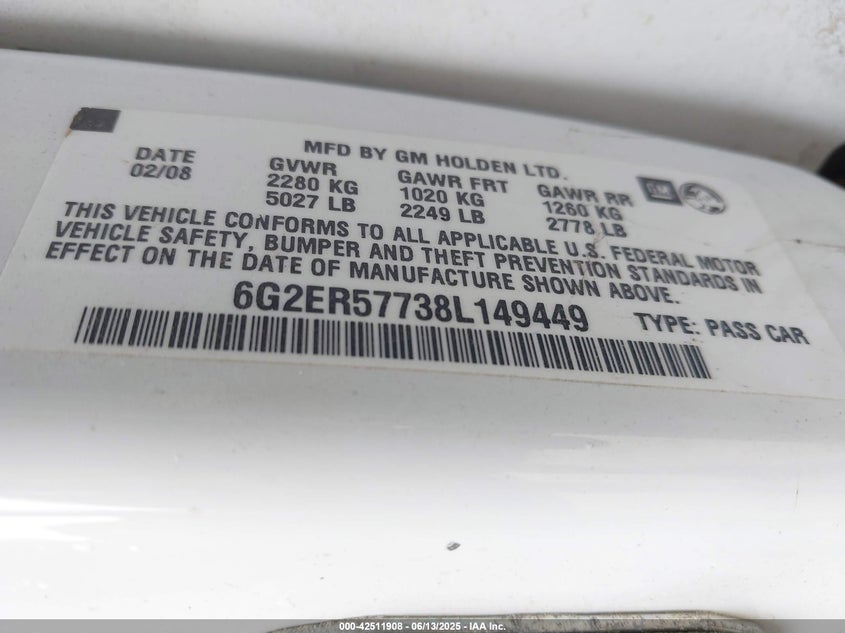 MFD BY GM HOLDEN LTD.
DATE GVWR GAWR FRT GAWR RR GM
02/08 2280 KG 1020 KG 1260 KG
5027 LB 2249 LB 2778 LB
THIS VEHICLE CONFORMS TO ALL APPLICABLE U.S. FEDERAL MOTOR
VEHICLE SAFETY, BUMPER AND THEFT PREVENTION STANDARDS IN
EFFECT ON THE DATE OF MANUFACTURE SHOWN ABOVE.
6G2ER57738L149449 TYPE: PASS CAR
000-42511908 - 06/13/2025 - IAA Inc.